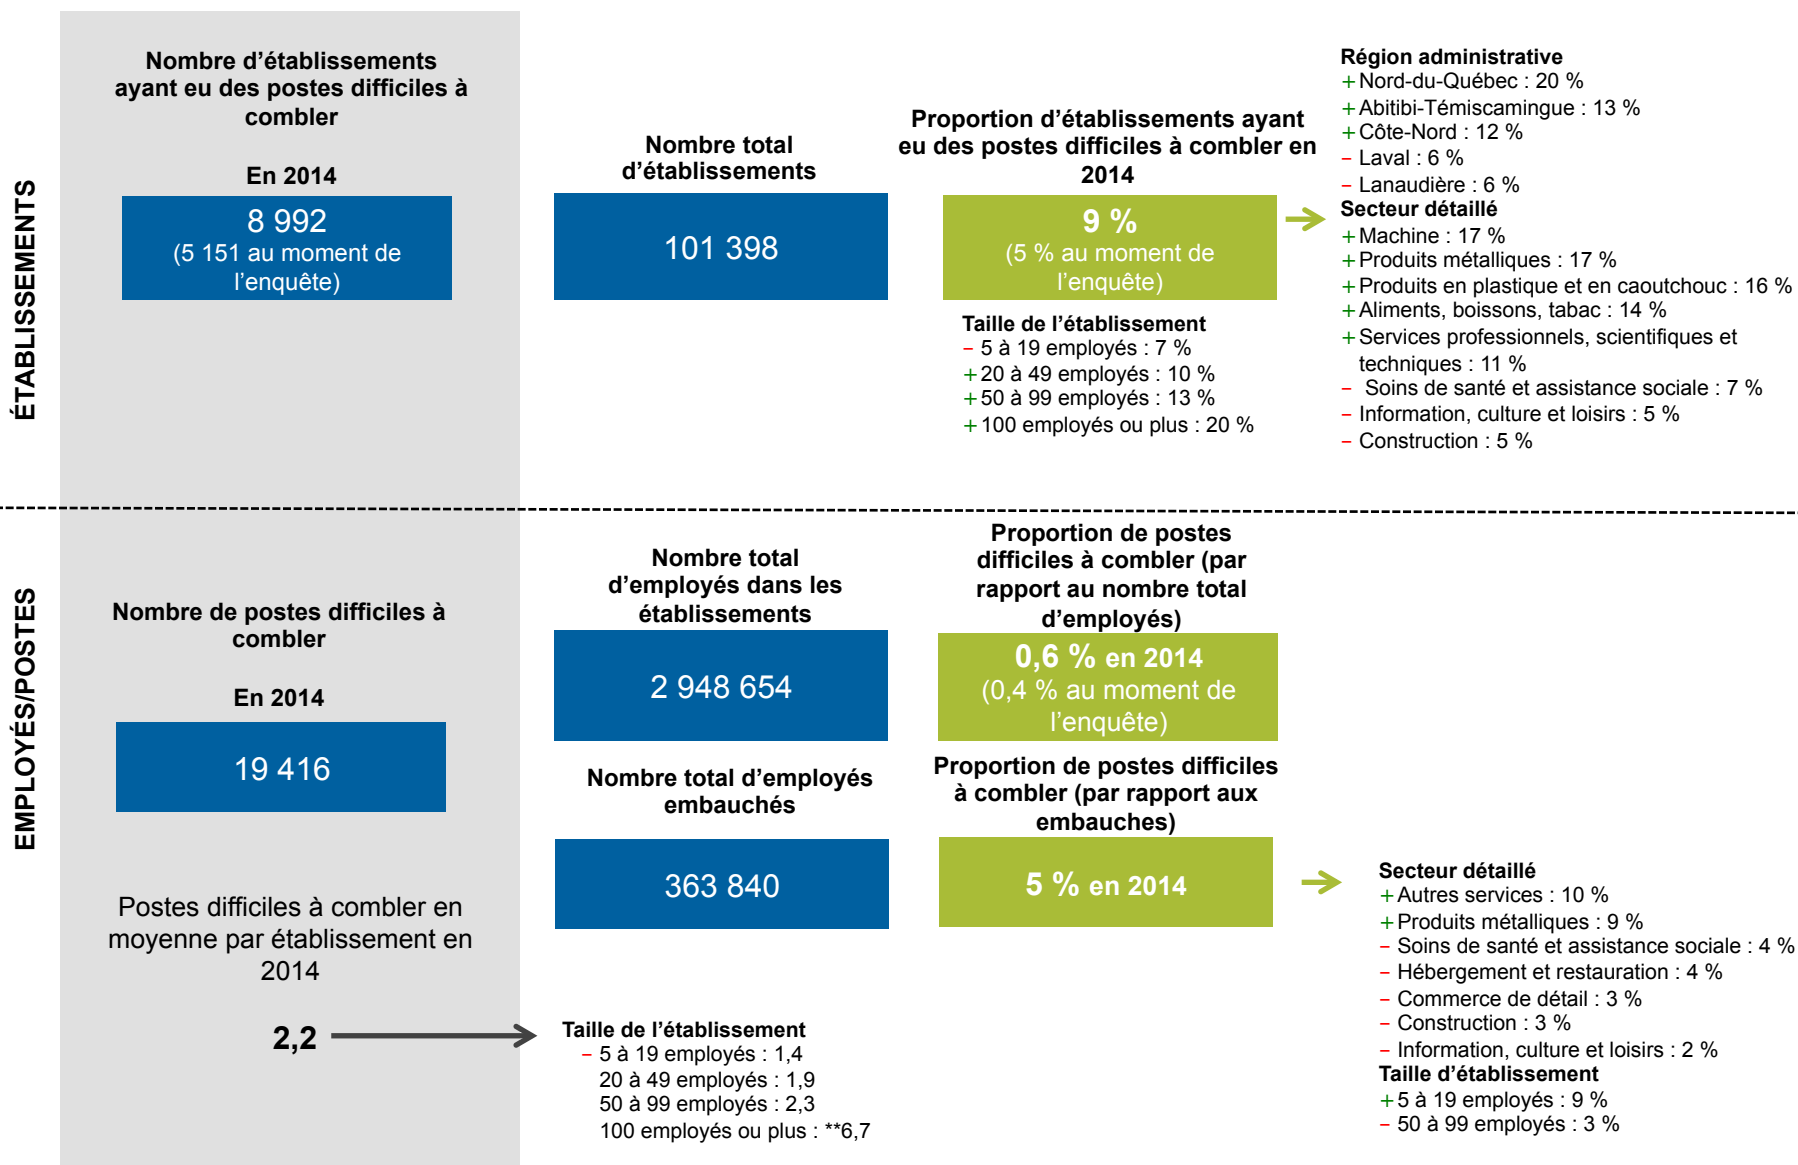 ÉTABLISSEMENTS
Nombre d’établissements
ayant eu des postes difficiles à
combler
En 2014
8 992
(5 151 au moment de
l’enquête)
Nombre total
d’établissements
101 398
Proportion d’établissements ayant
eu des postes difficiles à combler en
2014
9 %
(5 % au moment de
l’enquête)
Taille de l’établissement
– 5 à 19 employés : 7 %
+ 20 à 49 employés : 10 %
+ 50 à 99 employés : 13 %
+ 100 employés ou plus : 20 %
Région administrative
+ Nord-du-Québec : 20 %
+ Abitibi-Témiscamingue : 13 %
+ Côte-Nord : 12 %
– Laval : 6 %
– Lanaudière : 6 %
Secteur détaillé
+ Machine : 17 %
+ Produits métalliques : 17 %
+ Produits en plastique et en caoutchouc : 16 %
+ Aliments, boissons, tabac : 14 %
+ Services professionnels, scientifiques et
techniques : 11 %
– Soins de santé et assistance sociale : 7 %
– Information, culture et loisirs : 5 %
– Construction : 5 %
EMPLOYÉS/POSTES
Nombre de postes difficiles à
combler
En 2014
19 416
Postes difficiles à combler en
moyenne par établissement en
2014
2,2
Nombre total
d’employés dans les
établissements
2 948 654
Proportion de postes
difficiles à combler (par
rapport au nombre total
d’employés)
0,6 % en 2014
(0,4 % au moment de
l’enquête)
Nombre total d’employés
embauchés
363 840
Proportion de postes difficiles
à combler (par rapport aux
embauches)
5 % en 2014
Taille de l’établissement
– 5 à 19 employés : 1,4
20 à 49 employés : 1,9
50 à 99 employés : 2,3
100 employés ou plus : **6,7
Secteur détaillé
+ Autres services : 10 %
+ Produits métalliques : 9 %
– Soins de santé et assistance sociale : 4 %
– Hébergement et restauration : 4 %
– Commerce de détail : 3 %
– Construction : 3 %
– Information, culture et loisirs : 2 %
Taille d’établissement
+ 5 à 19 employés : 9 %
– 50 à 99 employés : 3 %